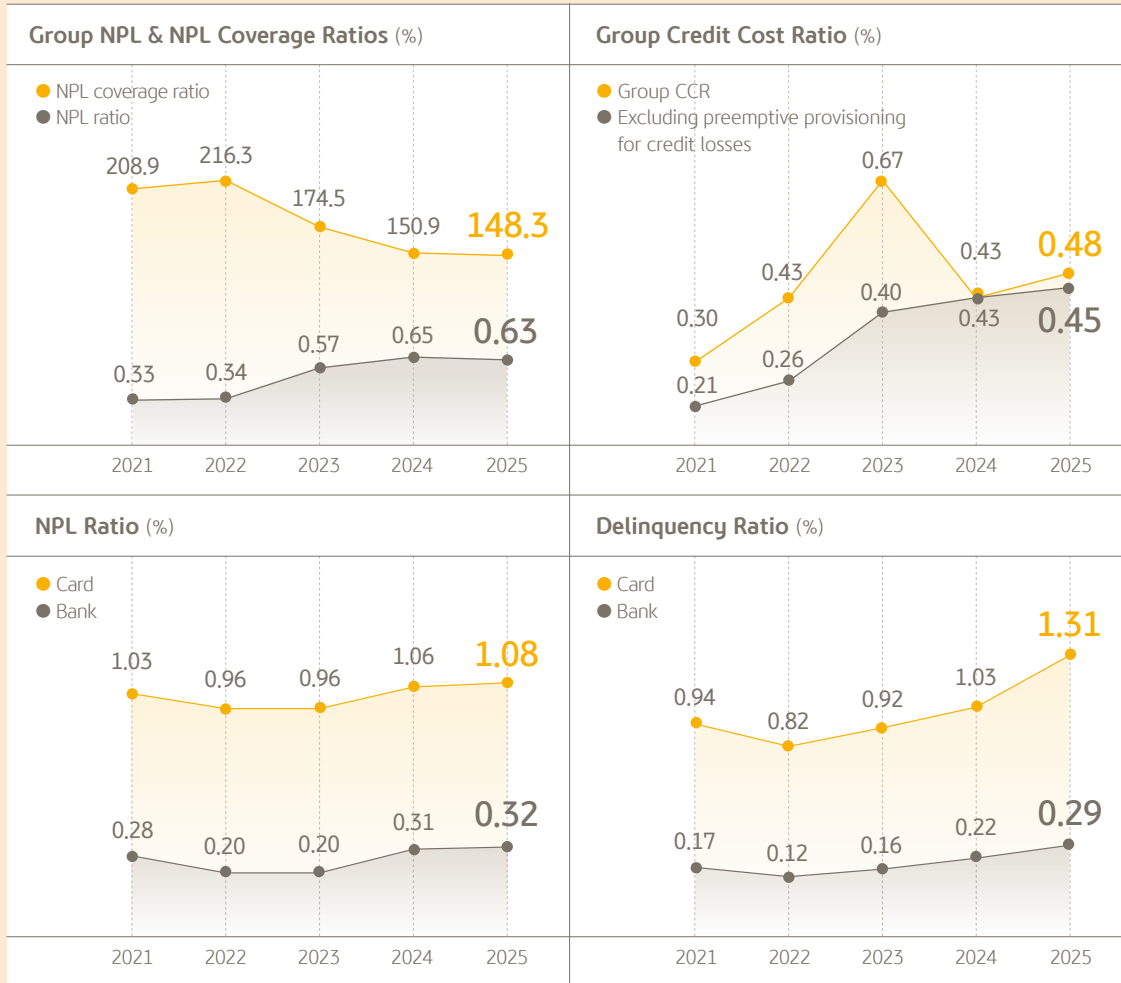 Group NPL & NPL Coverage Ratios (%)
NPL coverage ratio
NPL ratio
208.9
216.3
174.5
150.9
148.3
0.33
0.34
0.57
0.65
0.63
2021 2022 2023 2024 2025
Group Credit Cost Ratio (%)
Group CCR
Excluding preemptive provisioning
for credit losses
0.30
0.43
0.67
0.43
0.48
0.21
0.26
0.40
0.43
0.45
2021 2022 2023 2024 2025
NPL Ratio (%)
Card
Bank
1.03
0.96
0.96
1.06
1.08
0.28
0.20
0.20
0.31
0.32
2021 2022 2023 2024 2025
Delinquency Ratio (%)
Card
Bank
0.94
0.82
0.92
1.03
1.31
0.17
0.12
0.16
0.22
0.29
2021 2022 2023 2024 2025